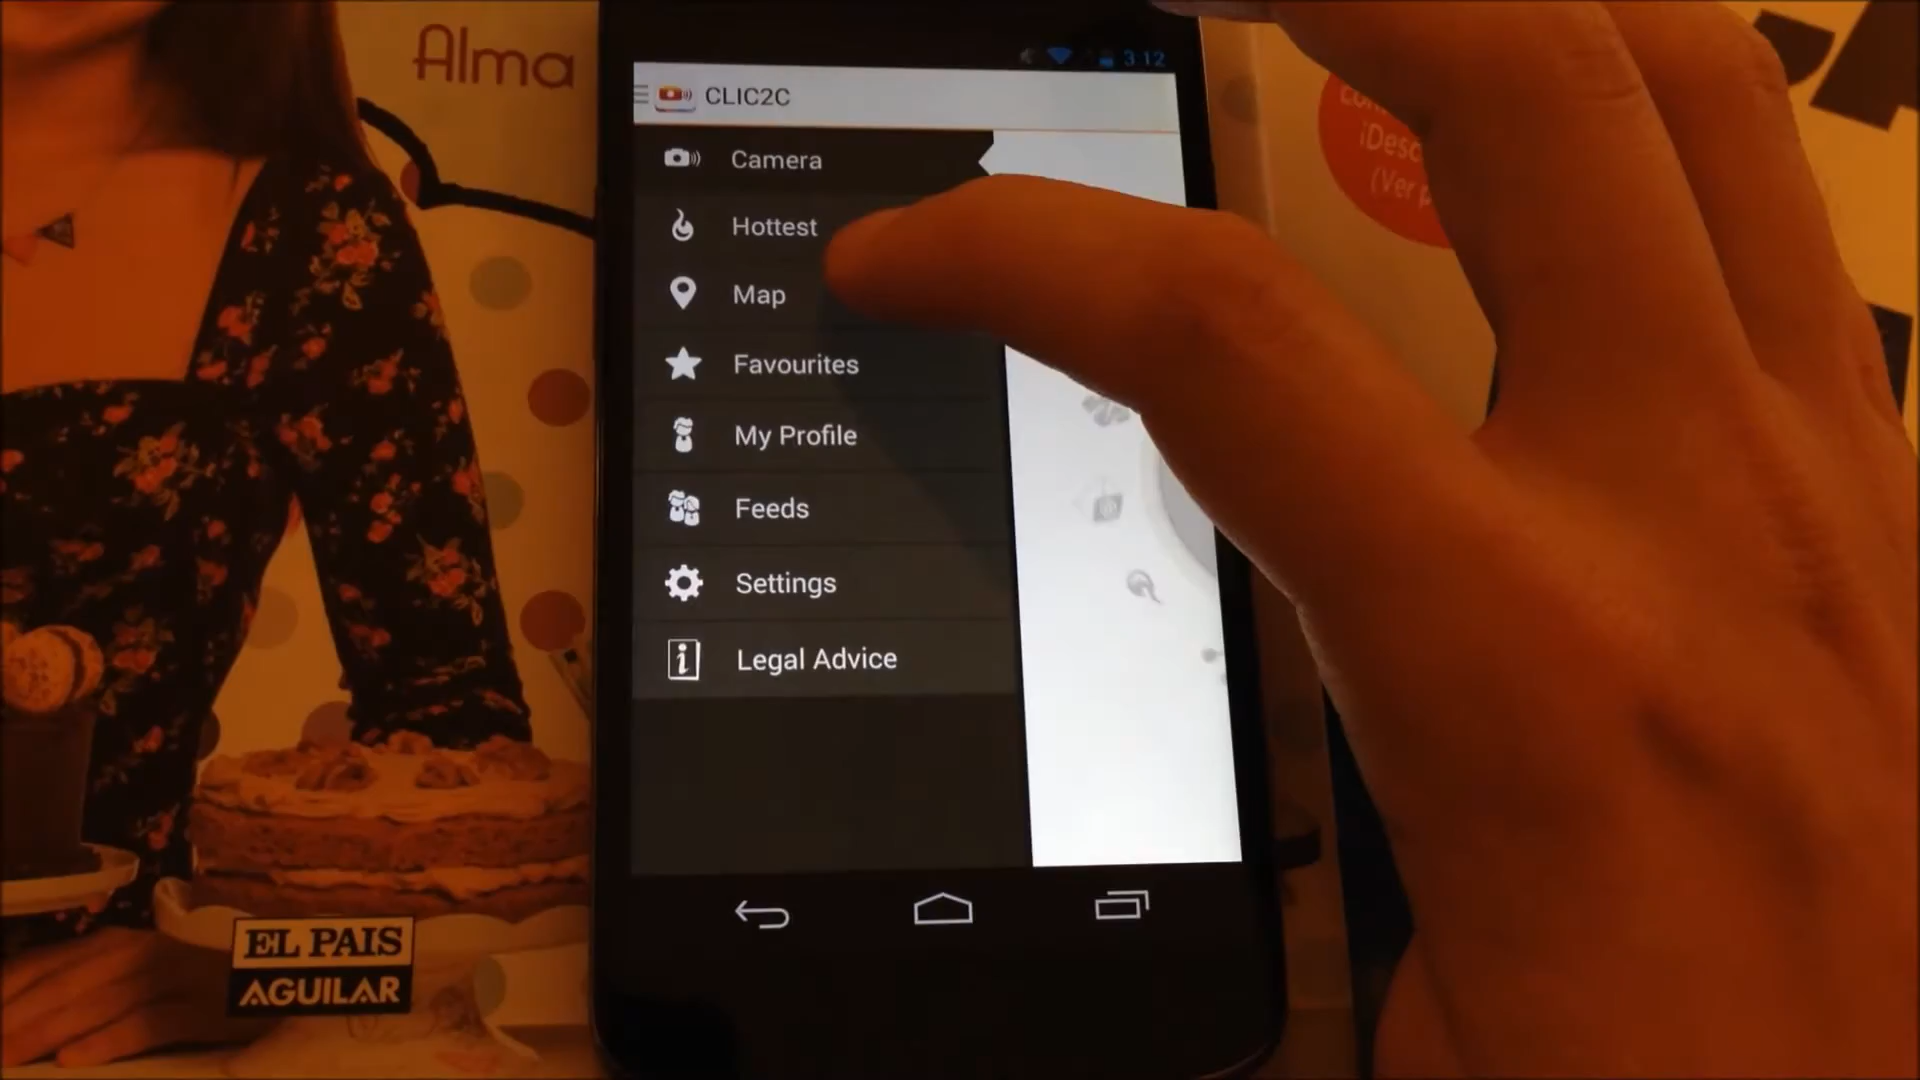 Alma
3:12
CLIC2C
Camera
Hottest
Map
Favourites
My Profile
Feeds
Settings
Legal Advice
EL PAIS
AGUILAR